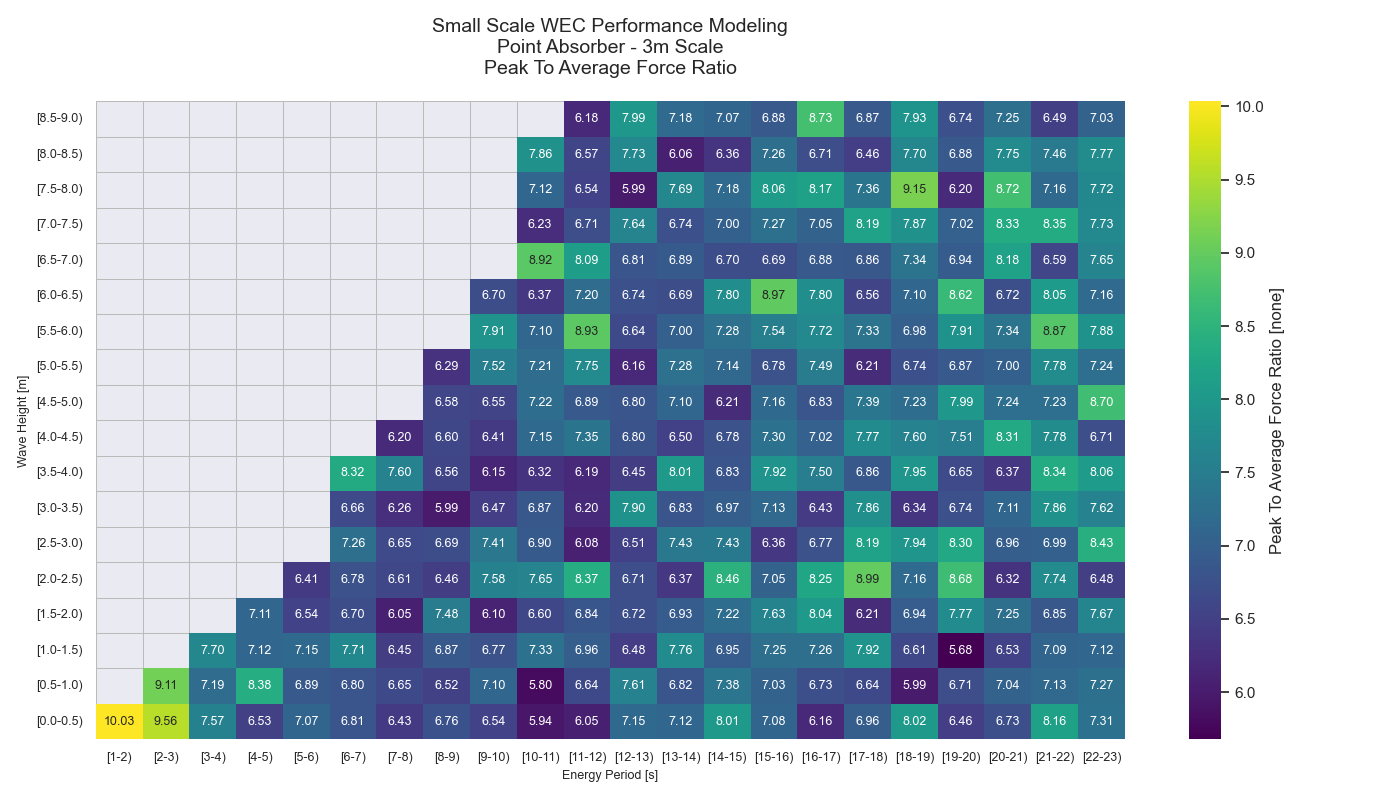 Small Scale WEC Performance Modeling
Point Absorber - 3m Scale
Peak To Average Force Ratio
[8.5-9.0) 6.18 7.99 7.18 7.07 6.88 8.73 6.87 7.93 6.74 7.25 6.49 7.03
[8.0-8.5) 7.86 6.57 7.73 6.06 6.36 7.26 6.71 6.46 7.70 6.88 7.75 7.46 7.77
[7.5-8.0) 7.12 6.54 5.99 7.69 7.18 8.06 8.17 7.36 9.15 6.20 8.72 7.16 7.72
[7.0-7.5) 6.23 6.71 7.64 6.74 7.00 7.27 7.05 8.19 7.87 7.02 8.33 8.35 7.73
[6.5-7.0) 8.92 8.09 6.81 6.89 6.70 6.69 6.88 6.86 7.34 6.94 8.18 6.59 7.65
[6.0-6.5) 6.70 6.37 7.20 6.74 6.69 7.80 8.97 7.80 6.56 7.10 8.62 6.72 8.05 7.16
[5.5-6.0) 7.91 7.10 8.93 6.64 7.00 7.28 7.54 7.72 7.33 6.98 7.91 7.34 8.87 7.88
[5.0-5.5) 6.29 7.52 7.21 7.75 6.16 7.28 7.14 6.78 7.49 6.21 6.74 6.87 7.00 7.78 7.24
[4.5-5.0) 6.58 6.55 7.22 6.89 6.80 7.10 6.21 7.16 6.83 7.39 7.23 7.99 7.24 7.23 8.70
[4.0-4.5) 6.20 6.60 6.41 7.15 7.35 6.80 6.50 6.78 7.30 7.02 7.77 7.60 7.51 8.31 7.78 6.71
[3.5-4.0) 8.32 7.60 6.56 6.15 6.32 6.19 6.45 8.01 6.83 7.92 7.50 6.86 7.95 6.65 6.37 8.34 8.06
[3.0-3.5) 6.66 6.26 5.99 6.47 6.87 6.20 7.90 6.83 6.97 7.13 6.43 7.86 6.34 6.74 7.11 7.86 7.62
[2.5-3.0) 7.26 6.65 6.69 7.41 6.90 6.08 6.51 7.43 7.43 6.36 6.77 8.19 7.94 8.30 6.96 6.99 8.43
[2.0-2.5) 6.41 6.78 6.61 6.46 7.58 7.65 8.37 6.71 6.37 8.46 7.05 8.25 8.99 7.16 8.68 6.32 7.74 6.48
[1.5-2.0) 7.11 6.54 6.70 6.05 7.48 6.10 6.60 6.84 6.72 6.93 7.22 7.63 8.04 6.21 6.94 7.77 7.25 6.85 7.67
[1.0-1.5) 7.70 7.12 7.15 7.71 6.45 6.87 6.77 7.33 6.96 6.48 7.76 6.95 7.25 7.26 7.92 6.61 5.68 6.53 7.09 7.12
[0.5-1.0) 9.11 7.19 8.38 6.89 6.80 6.65 6.52 7.10 5.80 6.64 7.61 6.82 7.38 7.03 6.73 6.64 5.99 6.71 7.04 7.13 7.27
[0.0-0.5) 10.03 9.56 7.57 6.53 7.07 6.81 6.43 6.76 6.54 5.94 6.05 7.15 7.12 8.01 7.08 6.16 6.96 8.02 6.46 6.73 8.16 7.31
[1-2) [2-3) [3-4) [4-5) [5-6) [6-7) [7-8) [8-9) [9-10) [10-11) [11-12) [12-13) [13-14) [14-15) [15-16) [16-17) [17-18) [18-19) [19-20) [20-21) [21-22) [22-23)
Energy Period [s]
Wave Height [m]
10.0
9.5
9.0
8.5
8.0
7.5
7.0
6.5
6.0
Peak To Average Force Ratio [none]